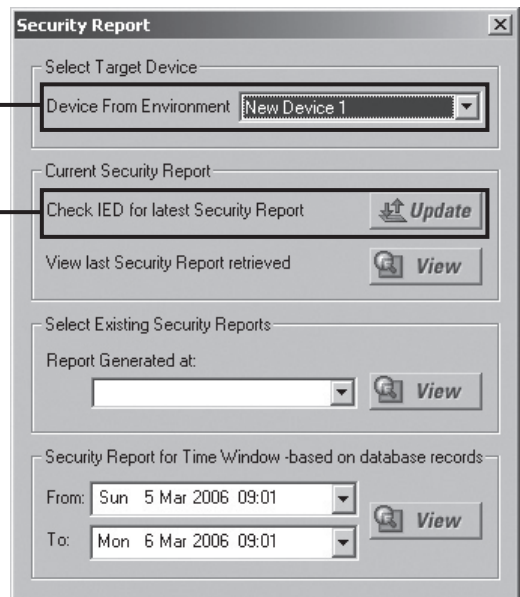 Security Report
Select Target Device
Device From Environment New Device 1
Current Security Report
Check IED for latest Security Report Update
View last Security Report retrieved View
Select Existing Security Reports
Report Generated at:
View
Security Report for Time Window -based on database records
From: Sun 5 Mar 2006 09:01
View
To: Mon 6 Mar 2006 09:01